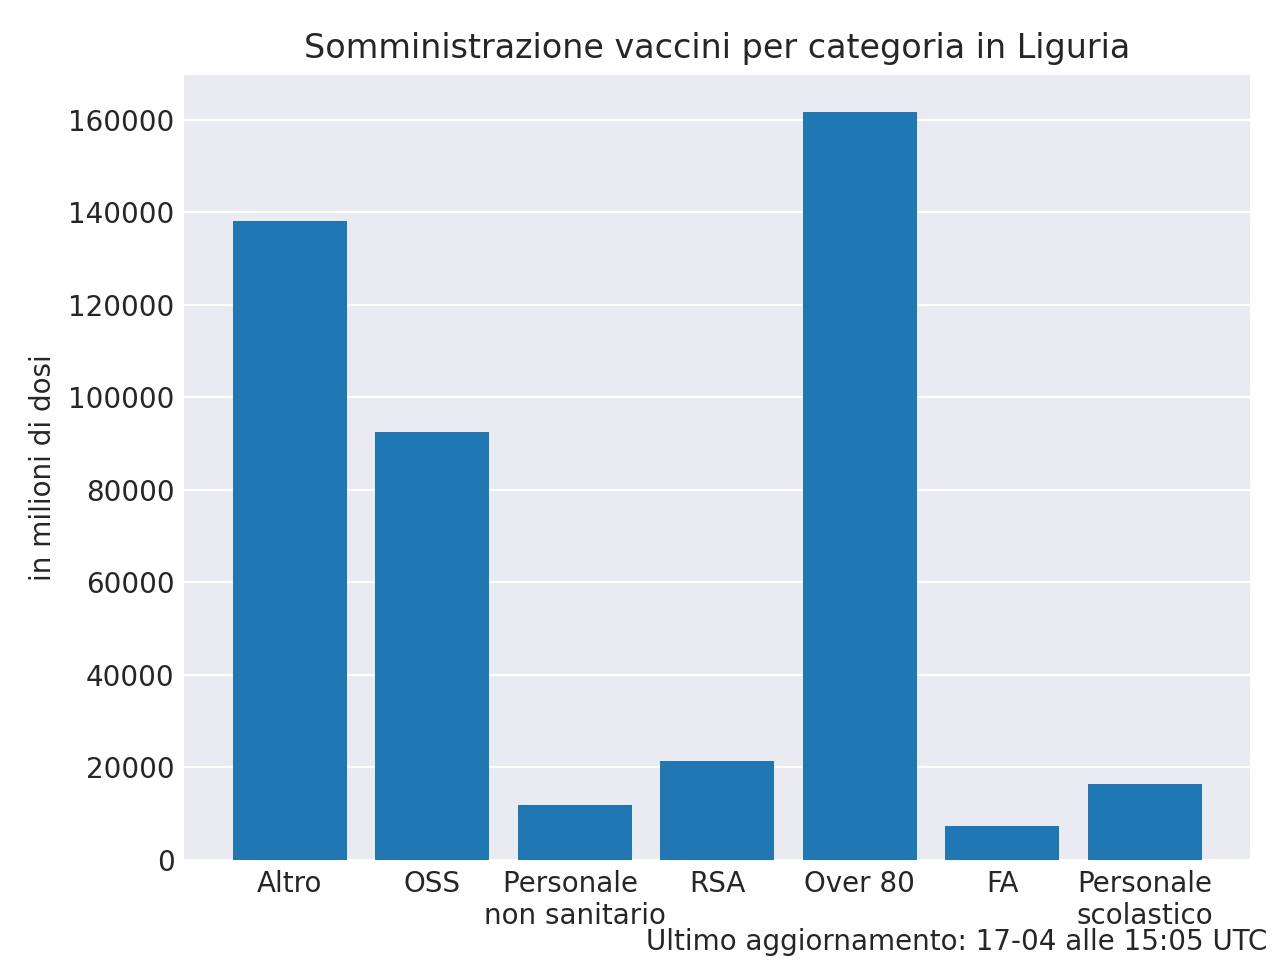 Somministrazione vaccini per categoria in Liguria
in milioni di dosi
160000
140000
120000
100000
80000
60000
40000
20000
0
Altro OSS Personale RSA Over 80 FA Personale
non sanitario scolastico
Ultimo aggiornamento: 17-04 alle 15:05 UTC